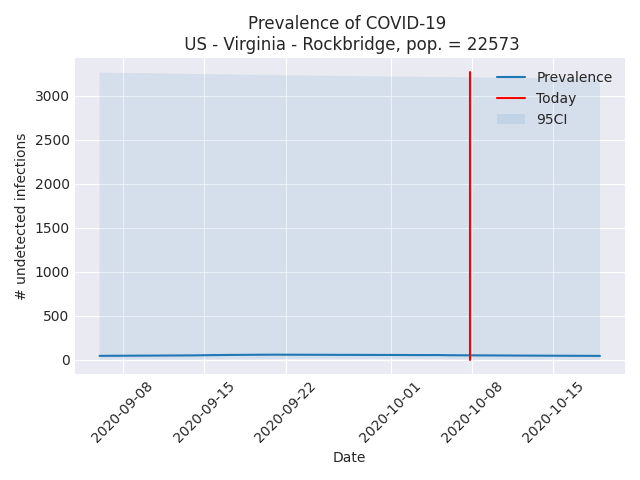 Prevalence of COVID-19
US - Virginia - Rockbridge, pop. = 22573
Prevalence
Today
95CI
# undetected infections
3000
2500
2000
1500
1000
500
0
2020-09-08
2020-09-15
2020-09-22
2020-10-01
2020-10-08
2020-10-15
Date